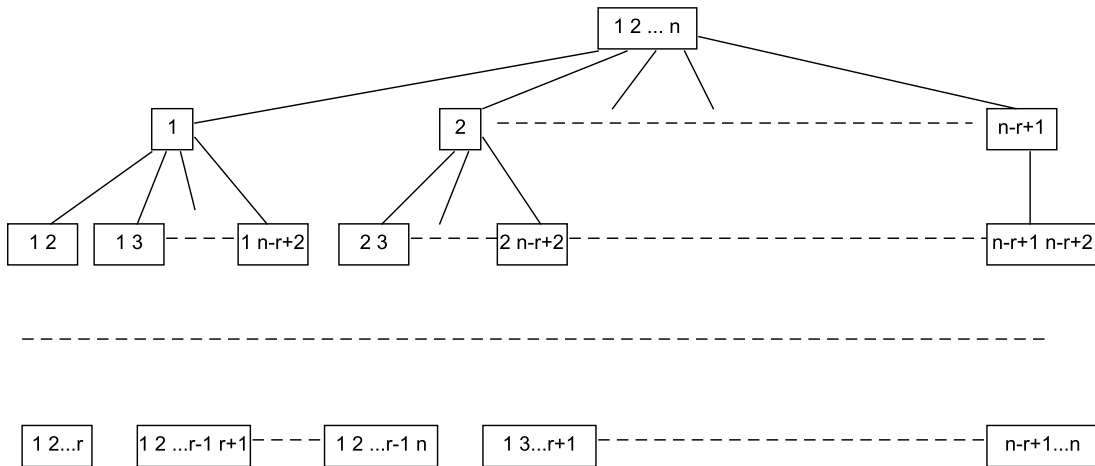 1 2 ... n
1
2
n-r+1
1 2
1 3
1 n-r+2
2 3
2 n-r+2
n-r+1 n-r+2
1 2...r
1 2 ...r-1 r+1
1 2 ...r-1 n
1 3...r+1
n-r+1...n